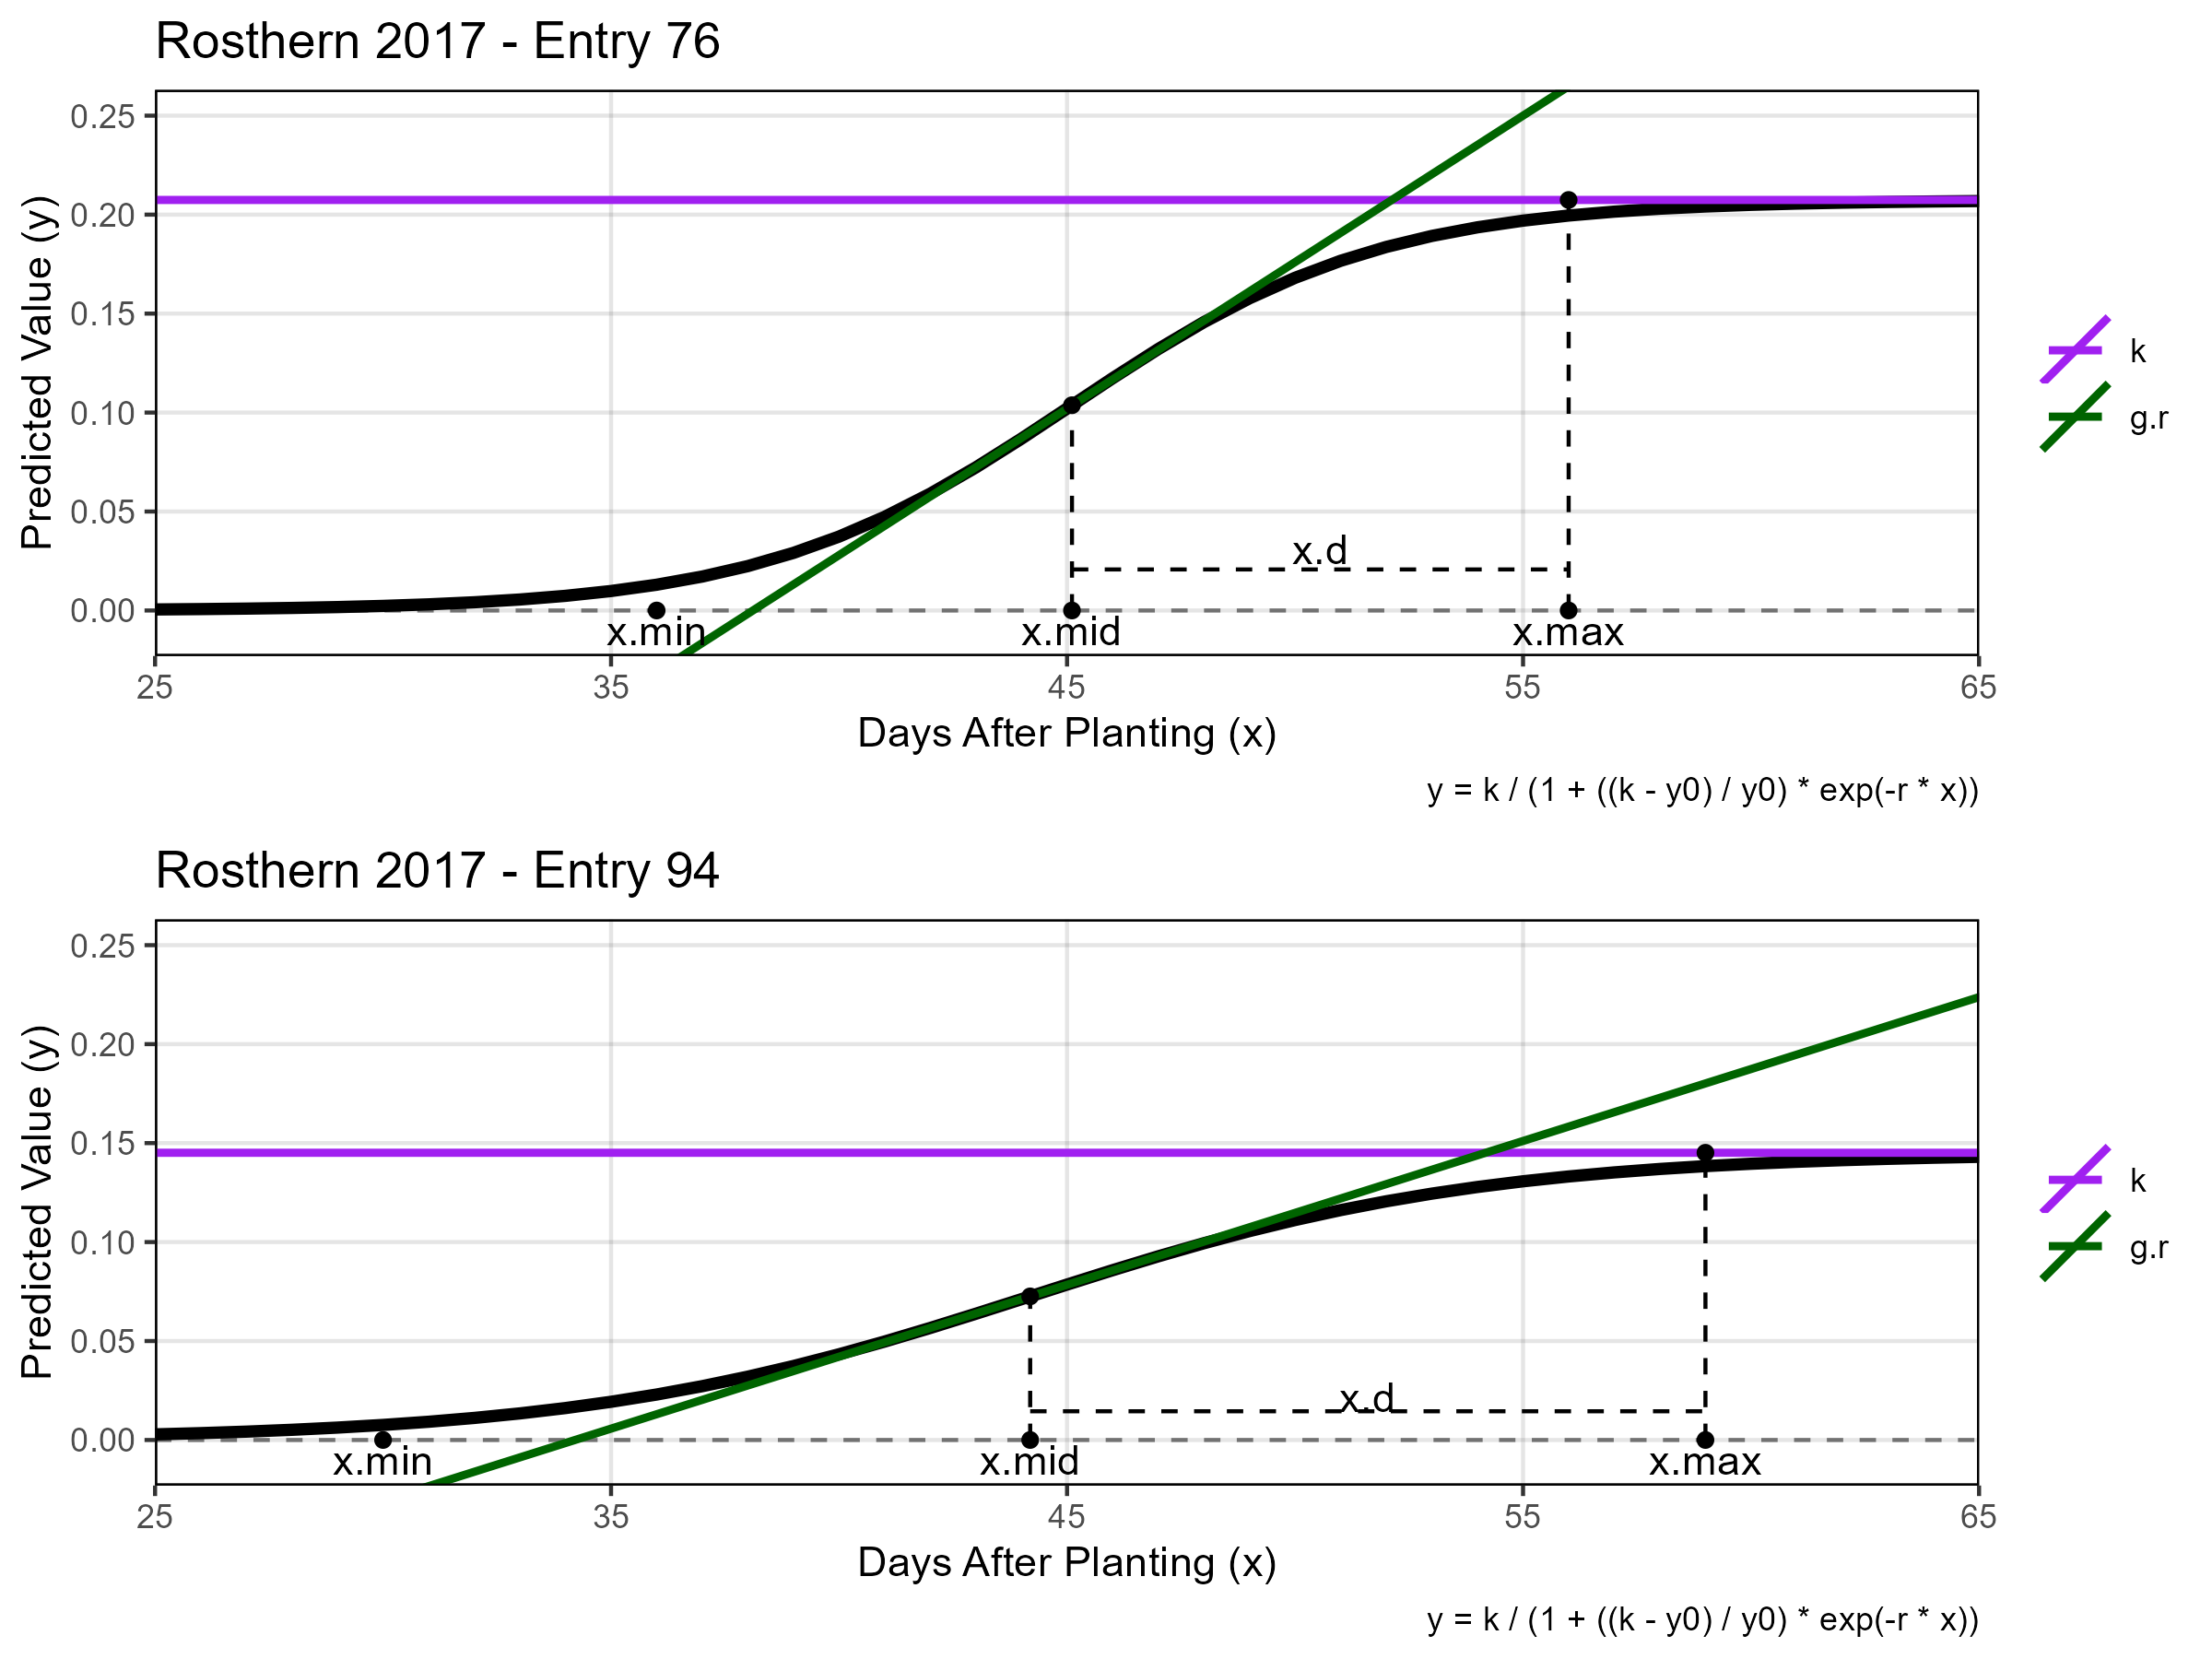 Rosthern 2017 - Entry 76
Predicted Value (y)
0.25
0.20
0.15
0.10
0.05
0.00
x.d
x.min x.mid x.max
25 35 45 55 65
Days After Planting (x)
k
g.r
y = k / (1 + ((k - y0) / y0) * exp(-r * x))
Rosthern 2017 - Entry 94
Predicted Value (y)
0.25
0.20
0.15
0.10
0.05
0.00
x.d
x.min x.mid x.max
25 35 45 55 65
Days After Planting (x)
k
g.r
y = k / (1 + ((k - y0) / y0) * exp(-r * x))